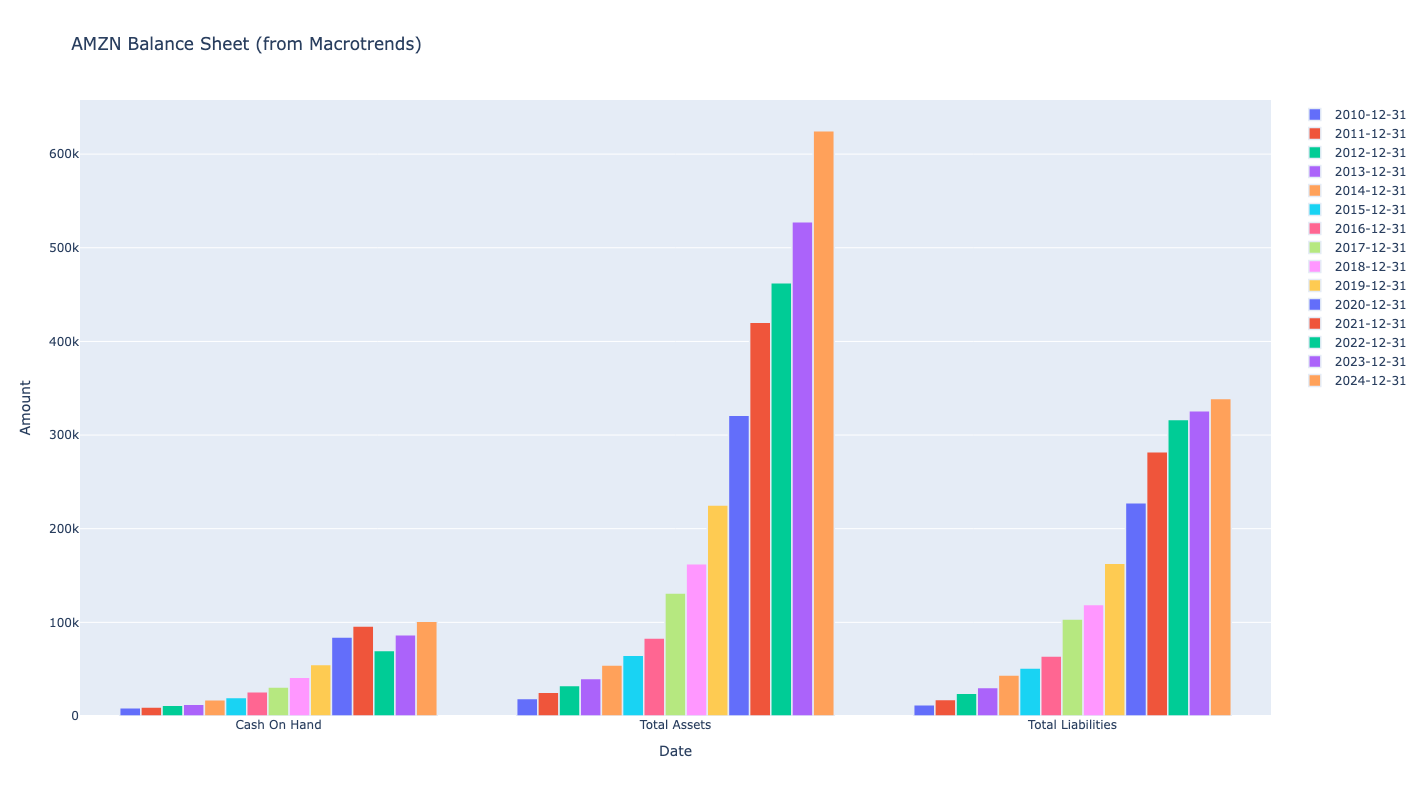 AMZN Balance Sheet (from Macrotrends)
600k
500k
400k
300k
200k
100k
0
Amount
Cash On Hand
Total Assets
Total Liabilities
Date
2010-12-31
2011-12-31
2012-12-31
2013-12-31
2014-12-31
2015-12-31
2016-12-31
2017-12-31
2018-12-31
2019-12-31
2020-12-31
2021-12-31
2022-12-31
2023-12-31
2024-12-31